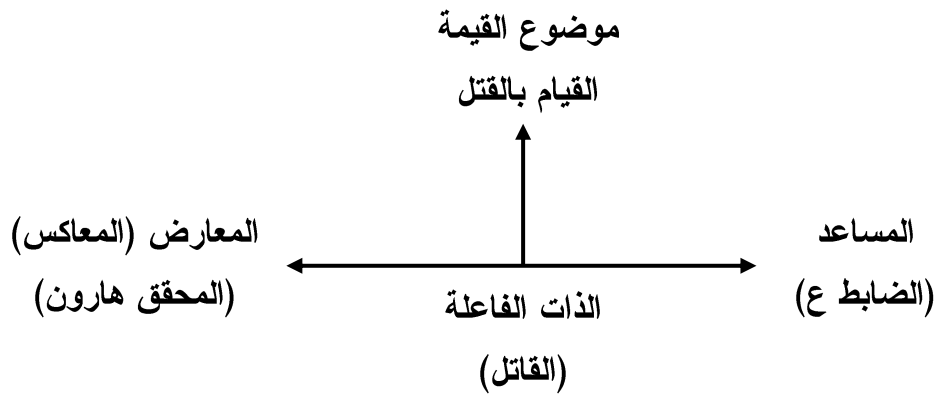 موضوع القيمة
القيام بالقتل
المساعد
(الضابط ع)
المعارض (المعاكس)
(المحقق هارون)
الذات الفاعلة
(القاتل)